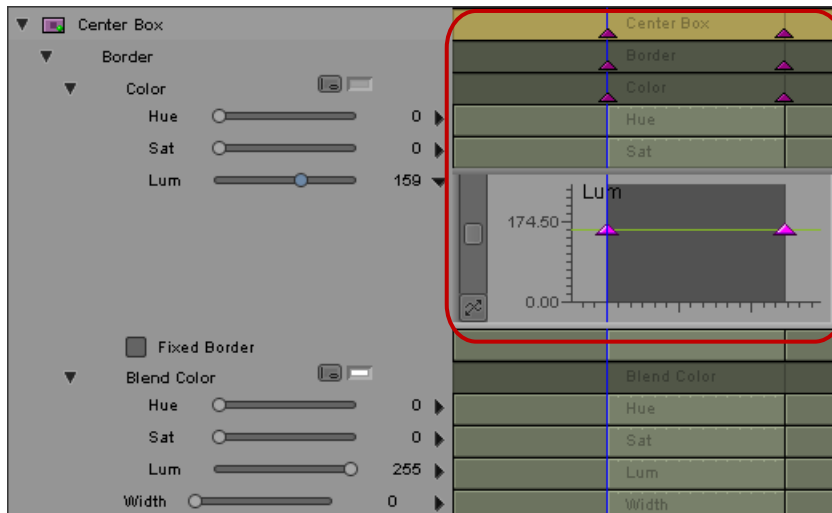 Center Box Center Box
Border Border
Color Color
Hue 0 Hue
Sat 0 Sat
Lum 159 Lum
174.50
0.00
Fixed Border
Blend Color Blend Color
Hue 0 Hue
Sat 0 Sat
Lum 255 Lum
Width 0 Width